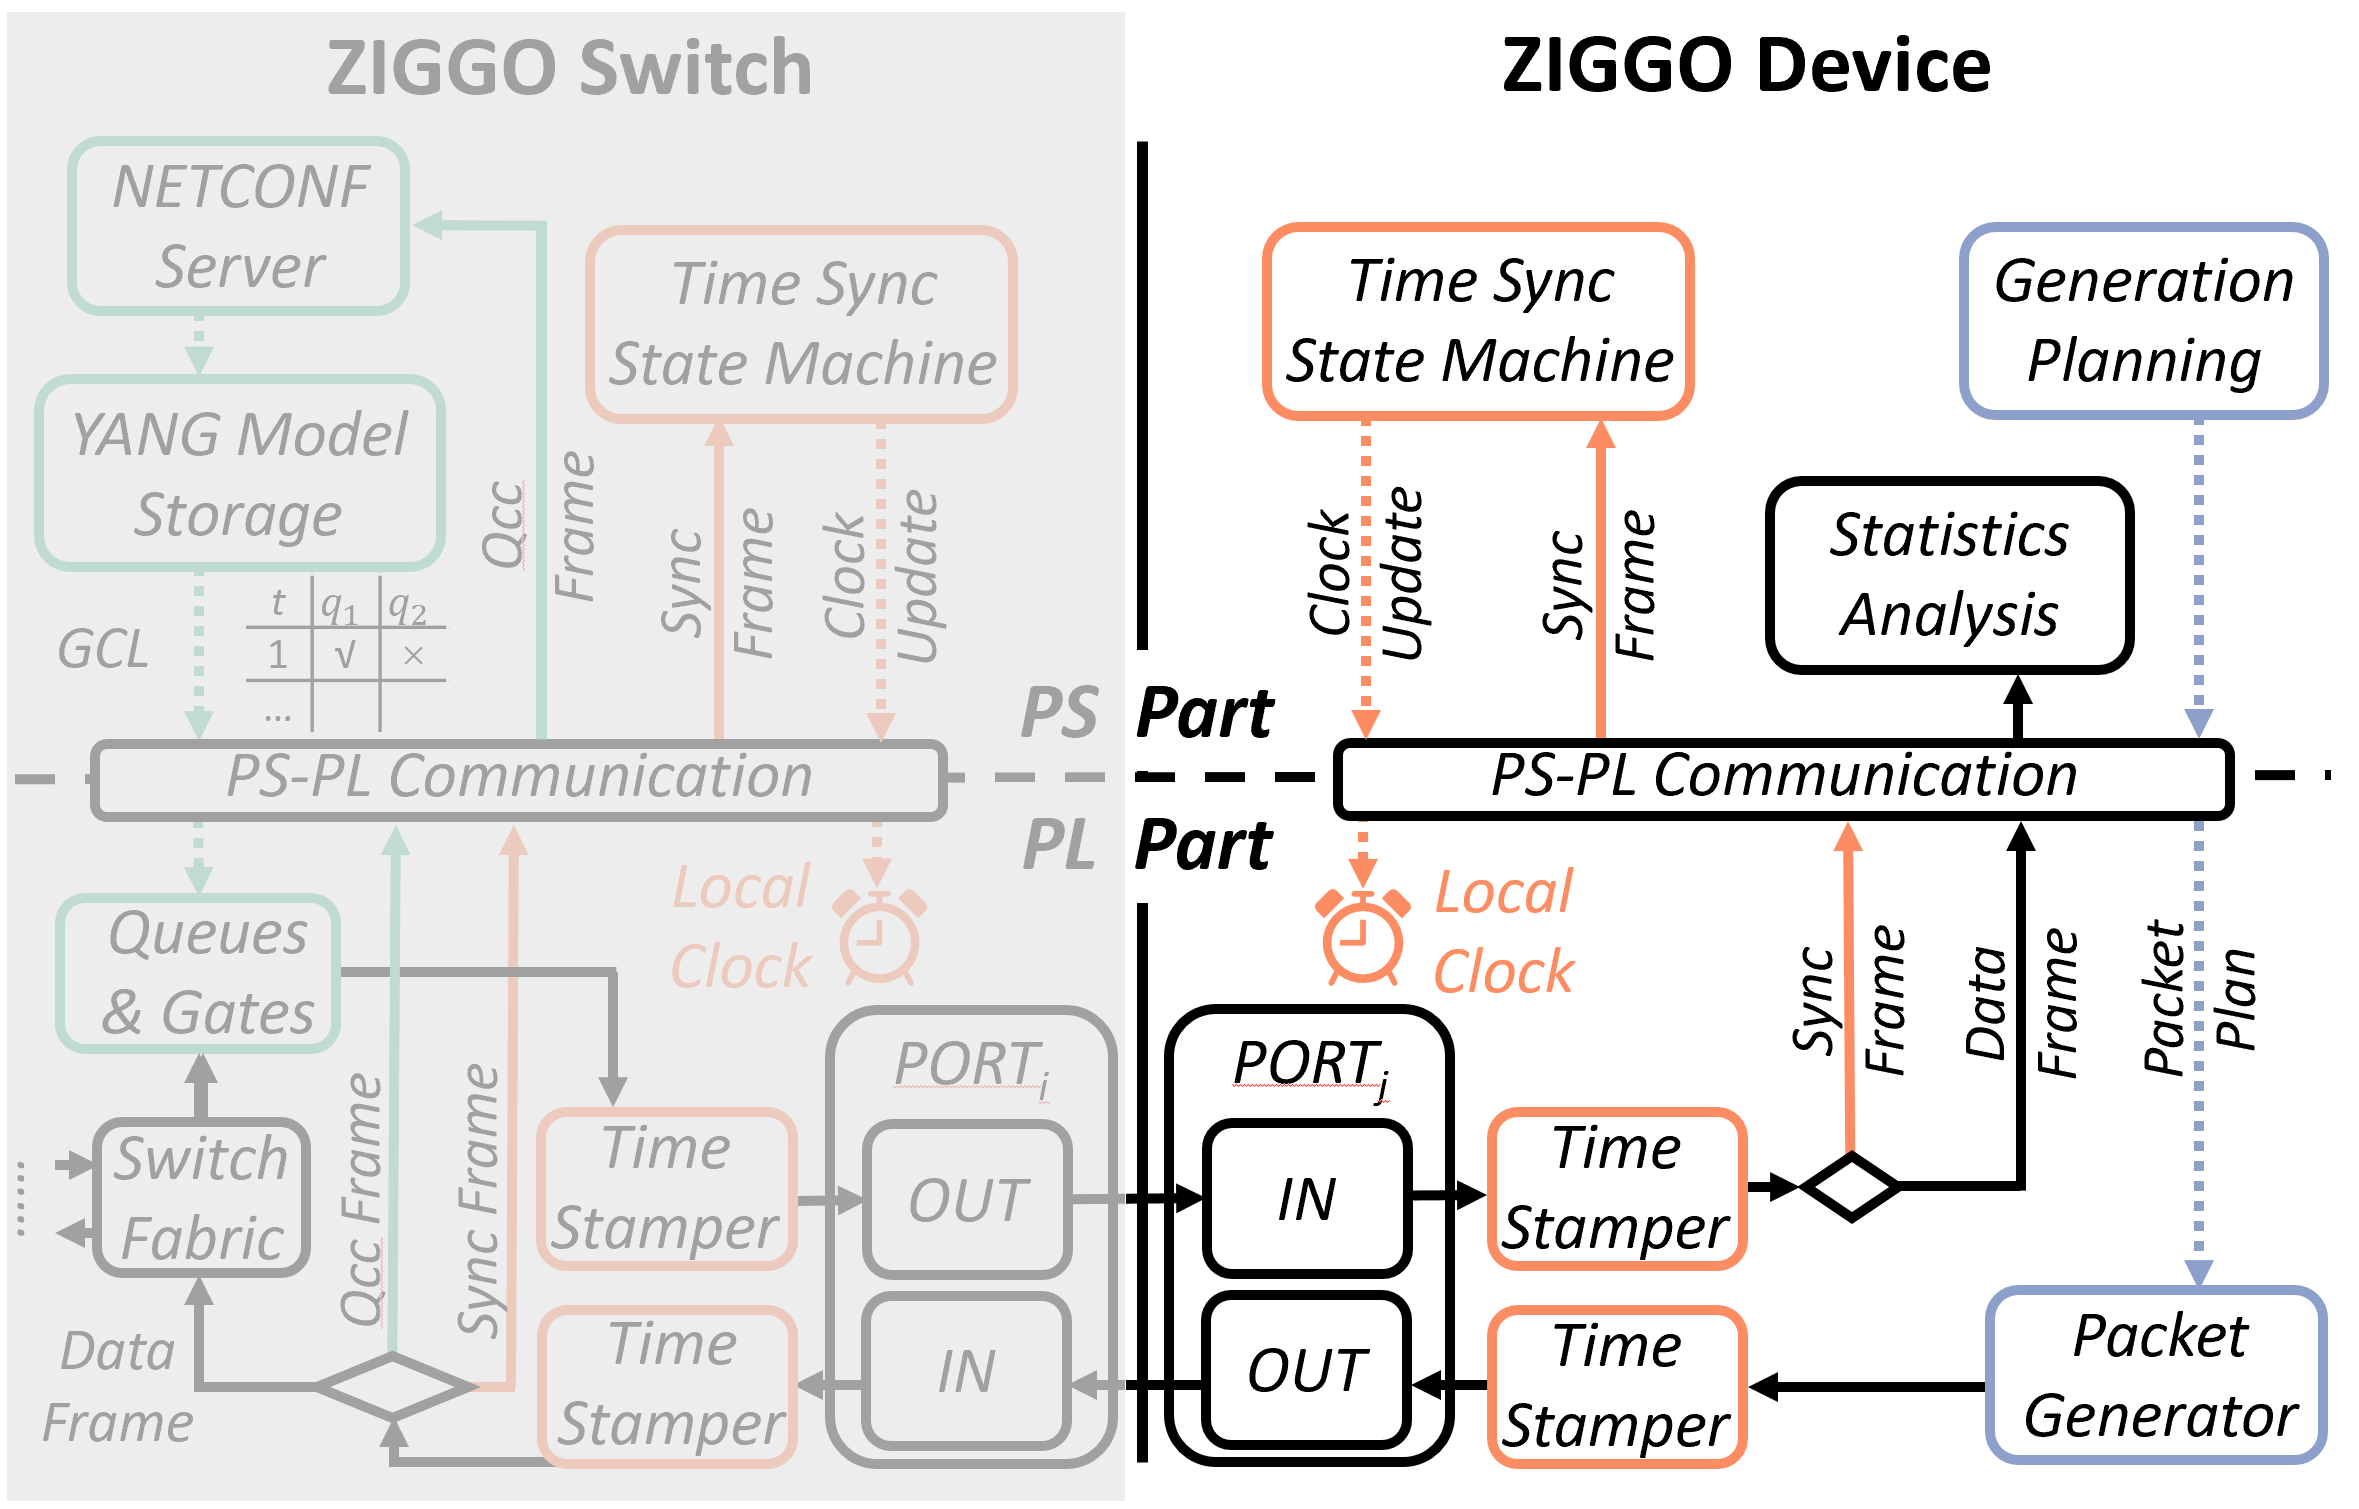 ZIGGO Switch
NETCONF
Server
Time Sync
State Machine
YANG Model
Storage
Qcc
Frame
Sync
Frame
Clock
Update
GCL
t q1 q2
1 √ ×
...
PS-PL Communication
Queues
& Gates
Local
Clock
Switch
Fabric
......
Qcc Frame
Sync Frame
Data
Frame
Time
Stamper
Time
Stamper
PORTi
OUT
IN
PS Part
PL Part
ZIGGO Device
Time Sync
State Machine
Generation
Planning
Clock
Update
Sync
Frame
Statistics
Analysis
PS-PL Communication
Local
Clock
Sync
Frame
Data
Frame
Packet
Plan
PORTj
IN
OUT
Time
Stamper
Time
Stamper
Packet
Generator